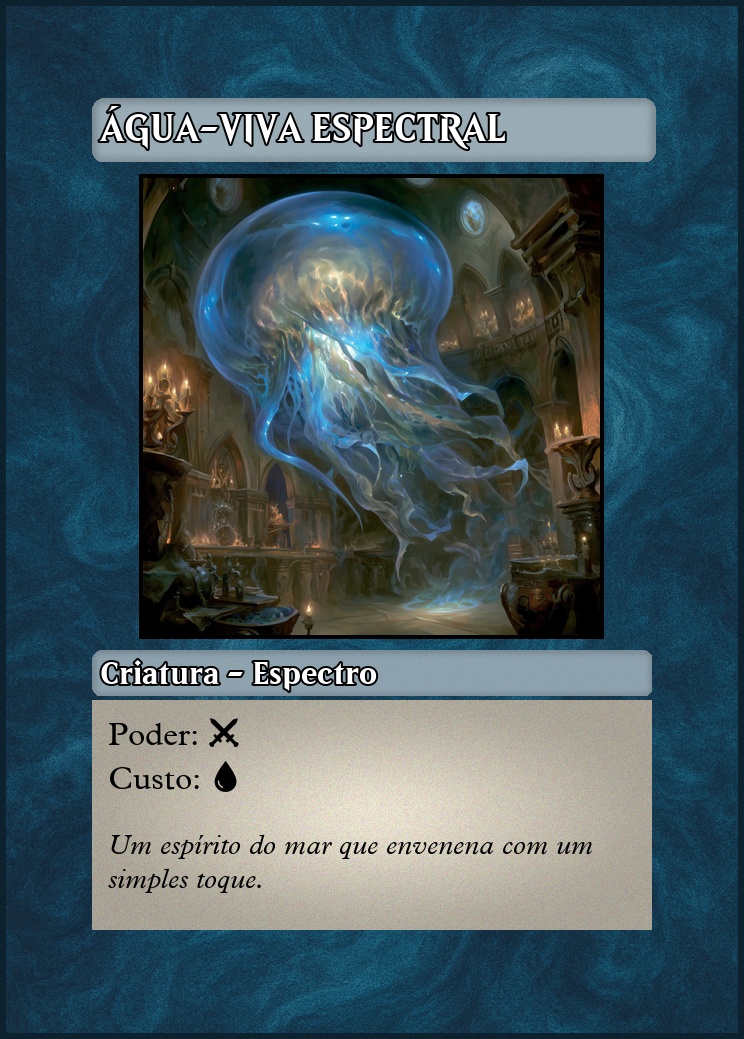 ÁGUA-VIVA ESPECTRAL
Criatura - Espectro
Poder:
Custo:
Um espírito do mar que envenena com um
simples toque.